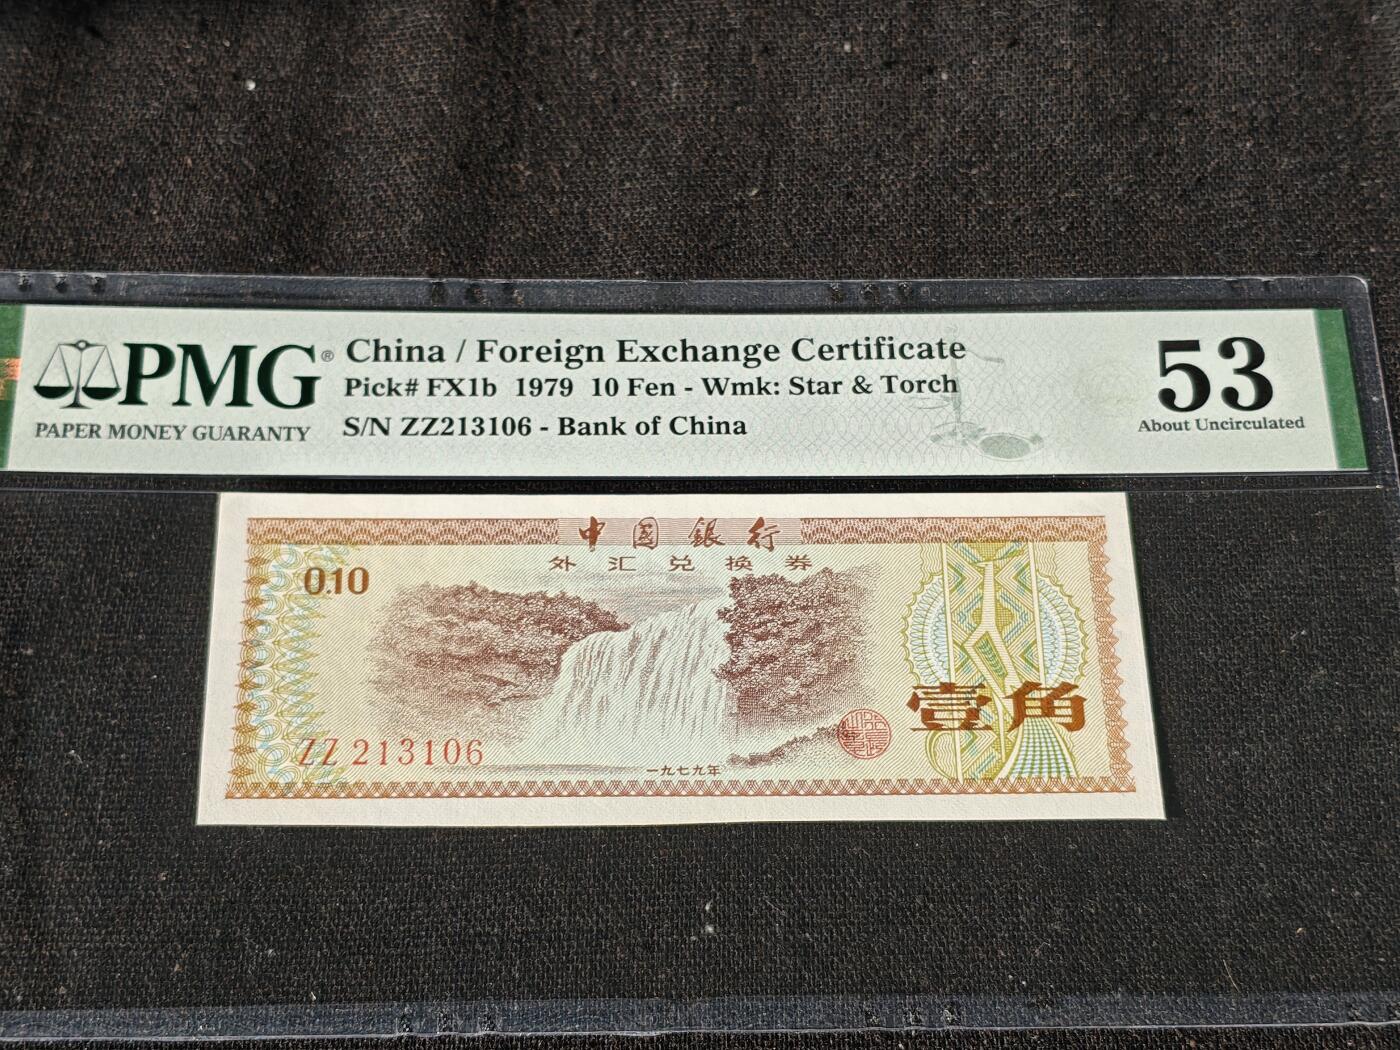 PMG®
PAPER MONEY GUARANTY
China / Foreign Exchange Certificate
Pick# FX1b 1979 10 Fen - Wmk: Star & Torch
S/N ZZ213106 - Bank of China
53
About Uncirculated
中国銀行
外汇兑换券
0.10
壹角
ZZ 213106
一九七九年